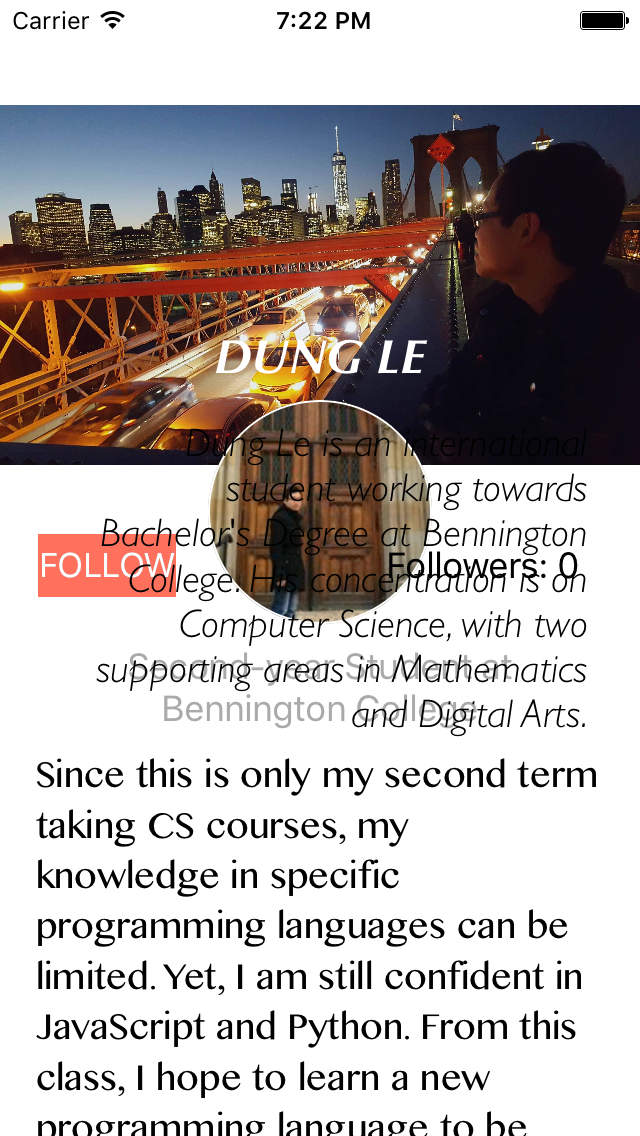 Carrier 7:22 PM
DUNG LE
Dung Le is an international
student working towards
Bachelor's Degree at Bennington
College. His concentration is on
Computer Science, with two
supporting areas in Mathematics
and Digital Arts.
FOLLOW
Followers: 0
Second-year Student at
Bennington College
Since this is only my second term
taking CS courses, my
knowledge in specific
programming languages can be
limited. Yet, I am still confident in
JavaScript and Python. From this
class, I hope to learn a new
programming language to be